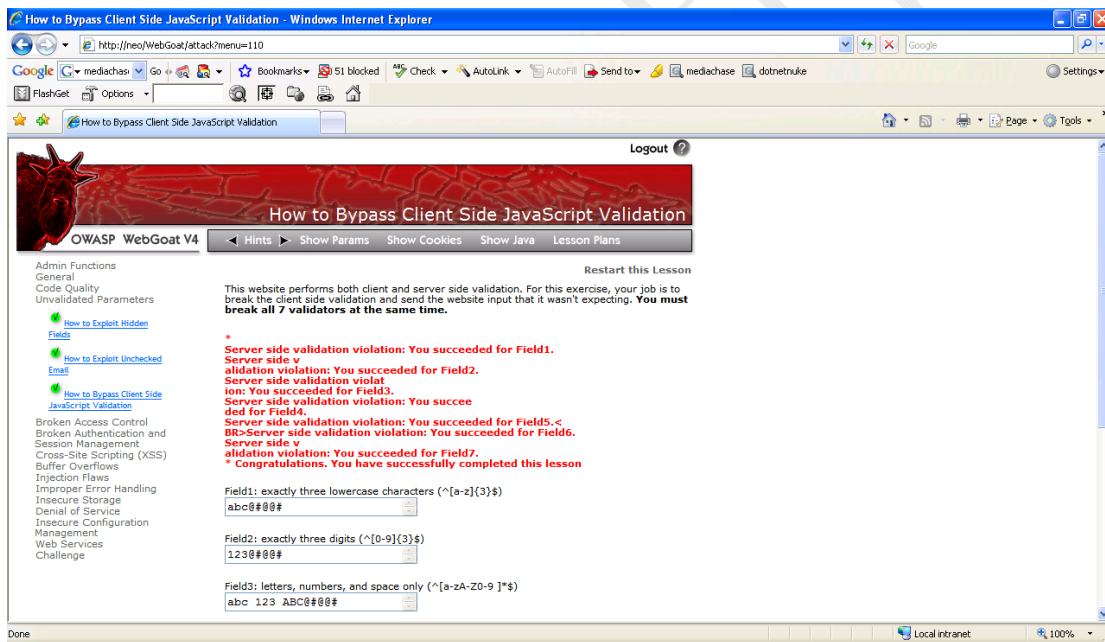 How to Bypass Client Side JavaScript Validation - Windows Internet Explorer
http://neo/WebGoat/attack?menu=110
Google
Google mediachas Go Bookmarks 51 blocked Check AutoLink AutoFill Send to mediachase dotnetnuke Settings
FlashGet Options
How to Bypass Client Side JavaScript Validation Page Tools
Logout ?
How to Bypass Client Side JavaScript Validation
OWASP WebGoat V4 Hints Show Params Show Cookies Show Java Lesson Plans
Admin Functions
General
Code Quality
Unvalidated Parameters
How to Exploit Hidden
Fields
How to Exploit Unchecked
Email
How to Bypass Client Side
JavaScript Validation
Broken Access Control
Broken Authentication and
Session Management
Cross-Site Scripting (XSS)
Buffer Overflows
Injection Flaws
Improper Error Handling
Insecure Storage
Denial of Service
Insecure Configuration
Management
Web Services
Challenge
Restart this Lesson
This website performs both client and server side validation. For this exercise, your job is to
break the client side validation and send the website input that it wasn't expecting. You must
break all 7 validators at the same time.
*
Server side validation violation: You succeeded for Field1.
Server side v
alidation violation: You succeeded for Field2.
Server side validation violat
ion: You succeeded for Field3.
Server side validation violation: You succee
ded for Field4.
Server side validation violation: You succeeded for Field5.<
BR>Server side validation violation: You succeeded for Field6.
Server side v
alidation violation: You succeeded for Field7.
* Congratulations. You have successfully completed this lesson
Field1: exactly three lowercase characters (^[a-z]{3}$)
abc@#@@#
Field2: exactly three digits (^[0-9]{3}$)
123@#@@#
Field3: letters, numbers, and space only (^[a-zA-Z0-9 ]*$)
abc 123 ABC@#@@#
Done Local intranet 100%